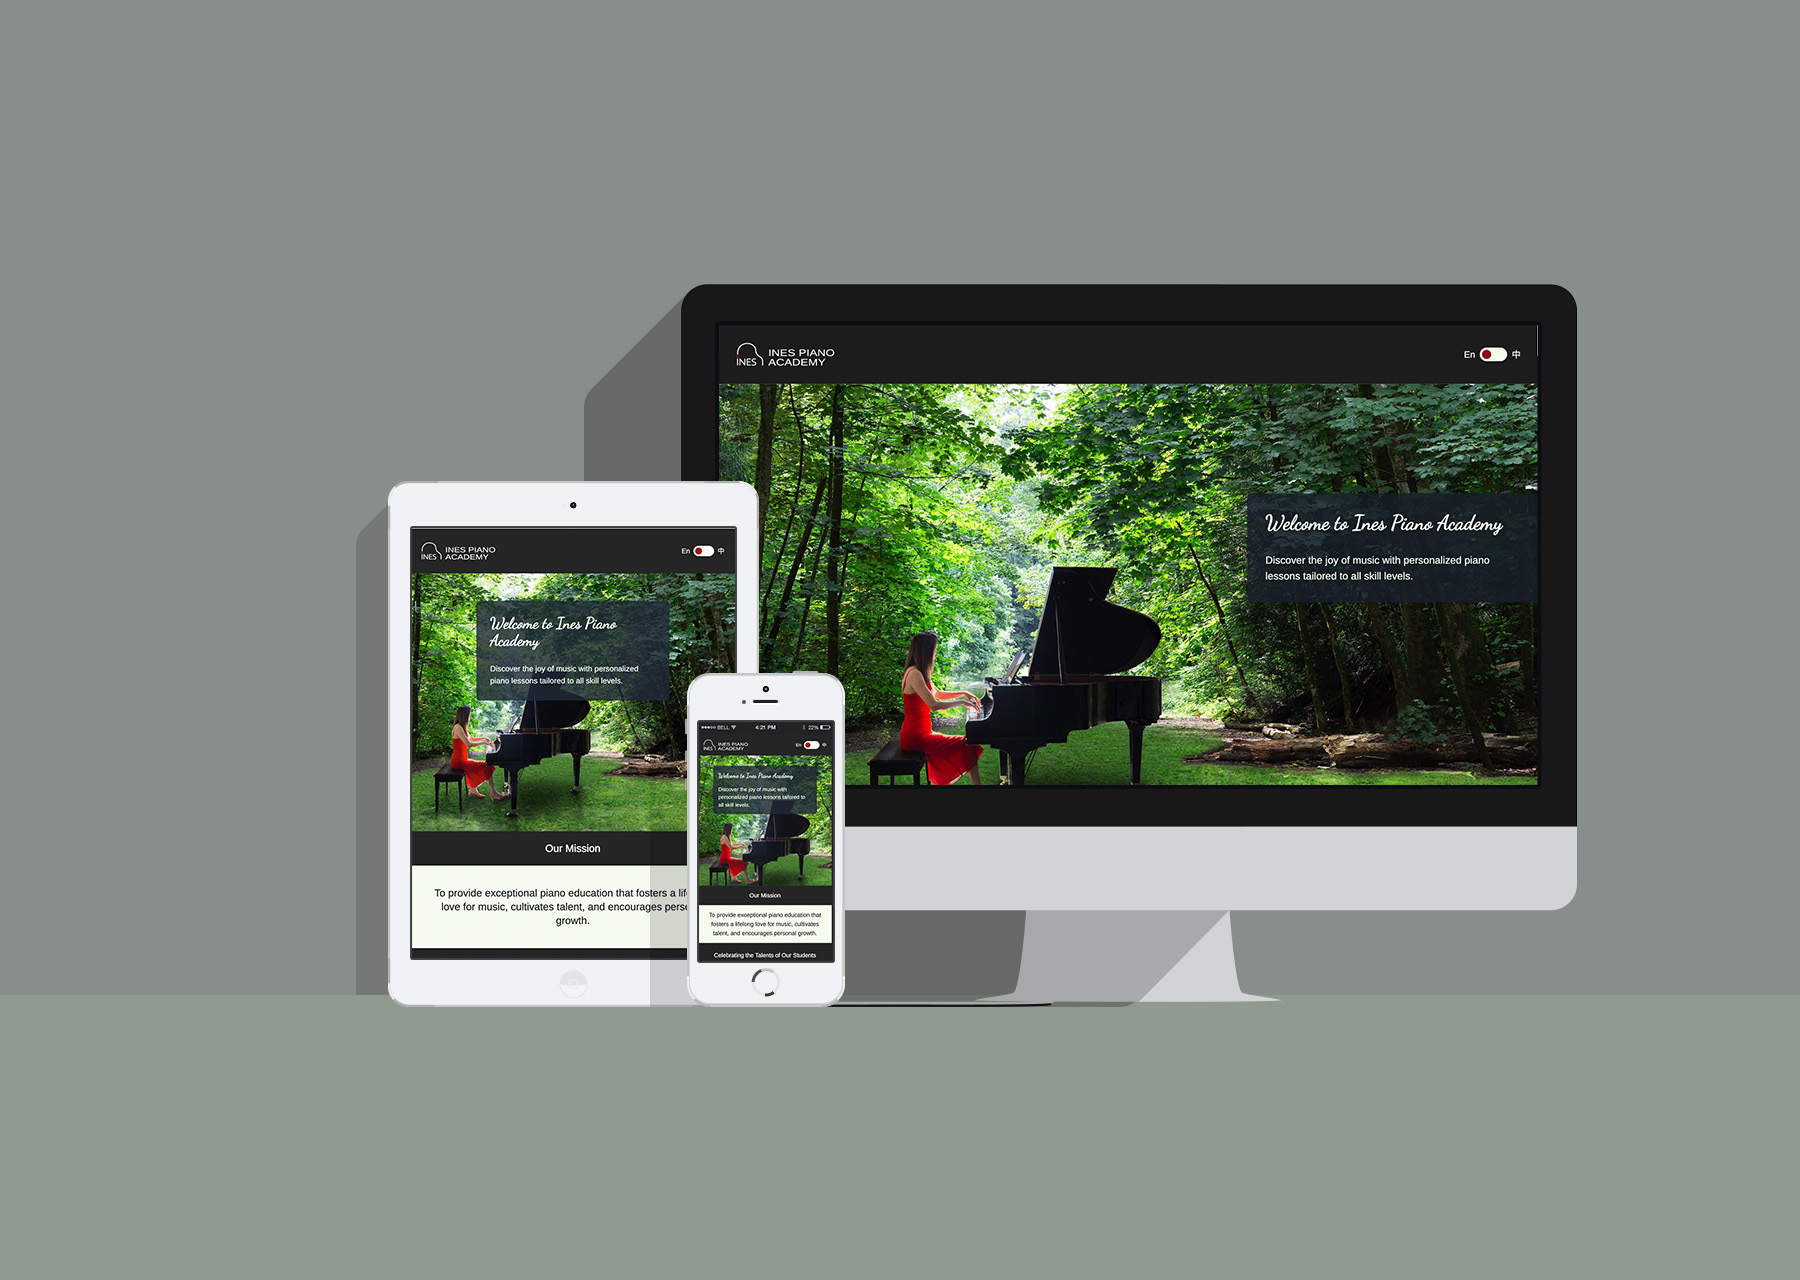 INES
INES PIANO
ACADEMY
En
中
Welcome to Ines Piano Academy
Discover the joy of music with personalized piano
lessons tailored to all skill levels.
INES
INES PIANO
ACADEMY
En
中
Welcome to Ines Piano
Academy
Discover the joy of music with personalized
piano lessons tailored to all skill levels.
Our Mission
To provide exceptional piano education that fosters a
love for music, cultivates talent, and encourages
growth.
BELL
4:21 PM
22%
INES
INES PIANO
ACADEMY
En
中
Welcome to Ines Piano Academy
Discover the joy of music with
personalized piano lessons tailored to
all skill levels.
Our Mission
To provide exceptional piano education that
fosters a lifelong love for music, cultivates
talent, and encourages personal growth.
Celebrating the Talents of Our Students